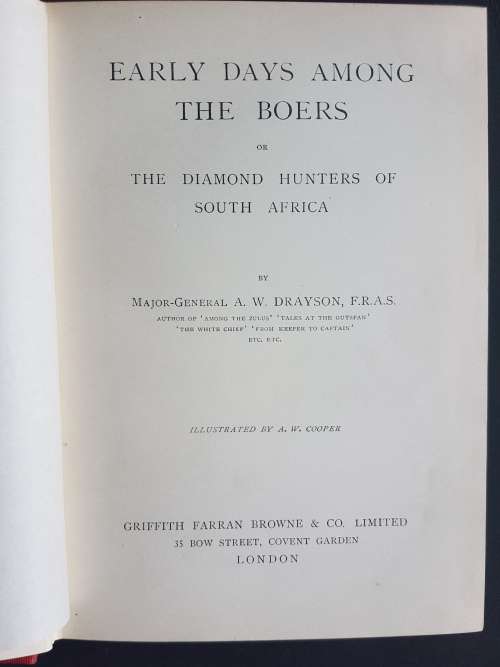 EARLY DAYS AMONG
THE BOERS
OR
THE DIAMOND HUNTERS OF
SOUTH AFRICA
BY
MAJOR-GENERAL A. W. DRAYSON, F.R.A.S.
AUTHOR OF 'AMONG THE ZULUS' 'TALES AT THE OUTSPAN'
'THE WHITE CHIEF' 'FROM KEEPER TO CAPTAIN'
ETC. ETC.
ILLUSTRATED BY A. W. COOPER
GRIFFITH FARRAN BROWNE & CO. LIMITED
35 BOW STREET, COVENT GARDEN
LONDON